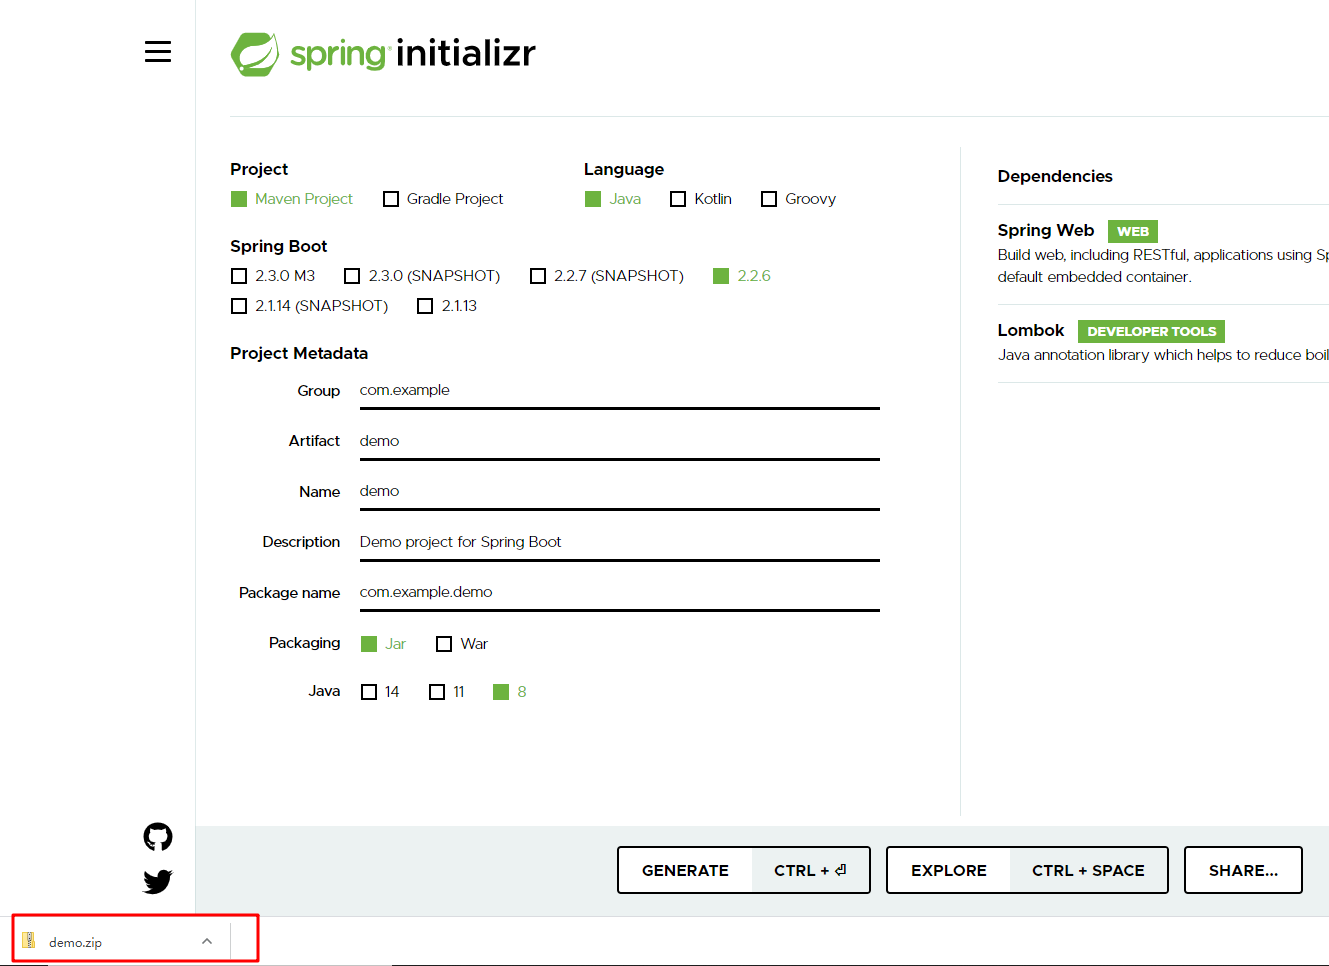 spring initializr
Project
Maven Project Gradle Project
Language
Java Kotlin Groovy
Spring Boot
2.3.0 M3 2.3.0 (SNAPSHOT) 2.2.7 (SNAPSHOT) 2.2.6
2.1.14 (SNAPSHOT) 2.1.13
Project Metadata
Group com.example
Artifact demo
Name demo
Description Demo project for Spring Boot
Package name com.example.demo
Packaging Jar War
Java 14 11 8
Dependencies
Spring Web WEB
Build web, including RESTful, applications using Sp
default embedded container.
Lombok DEVELOPER TOOLS
Java annotation library which helps to reduce boil
GENERATE CTRL + ⏎ EXPLORE CTRL + SPACE SHARE...
demo.zip